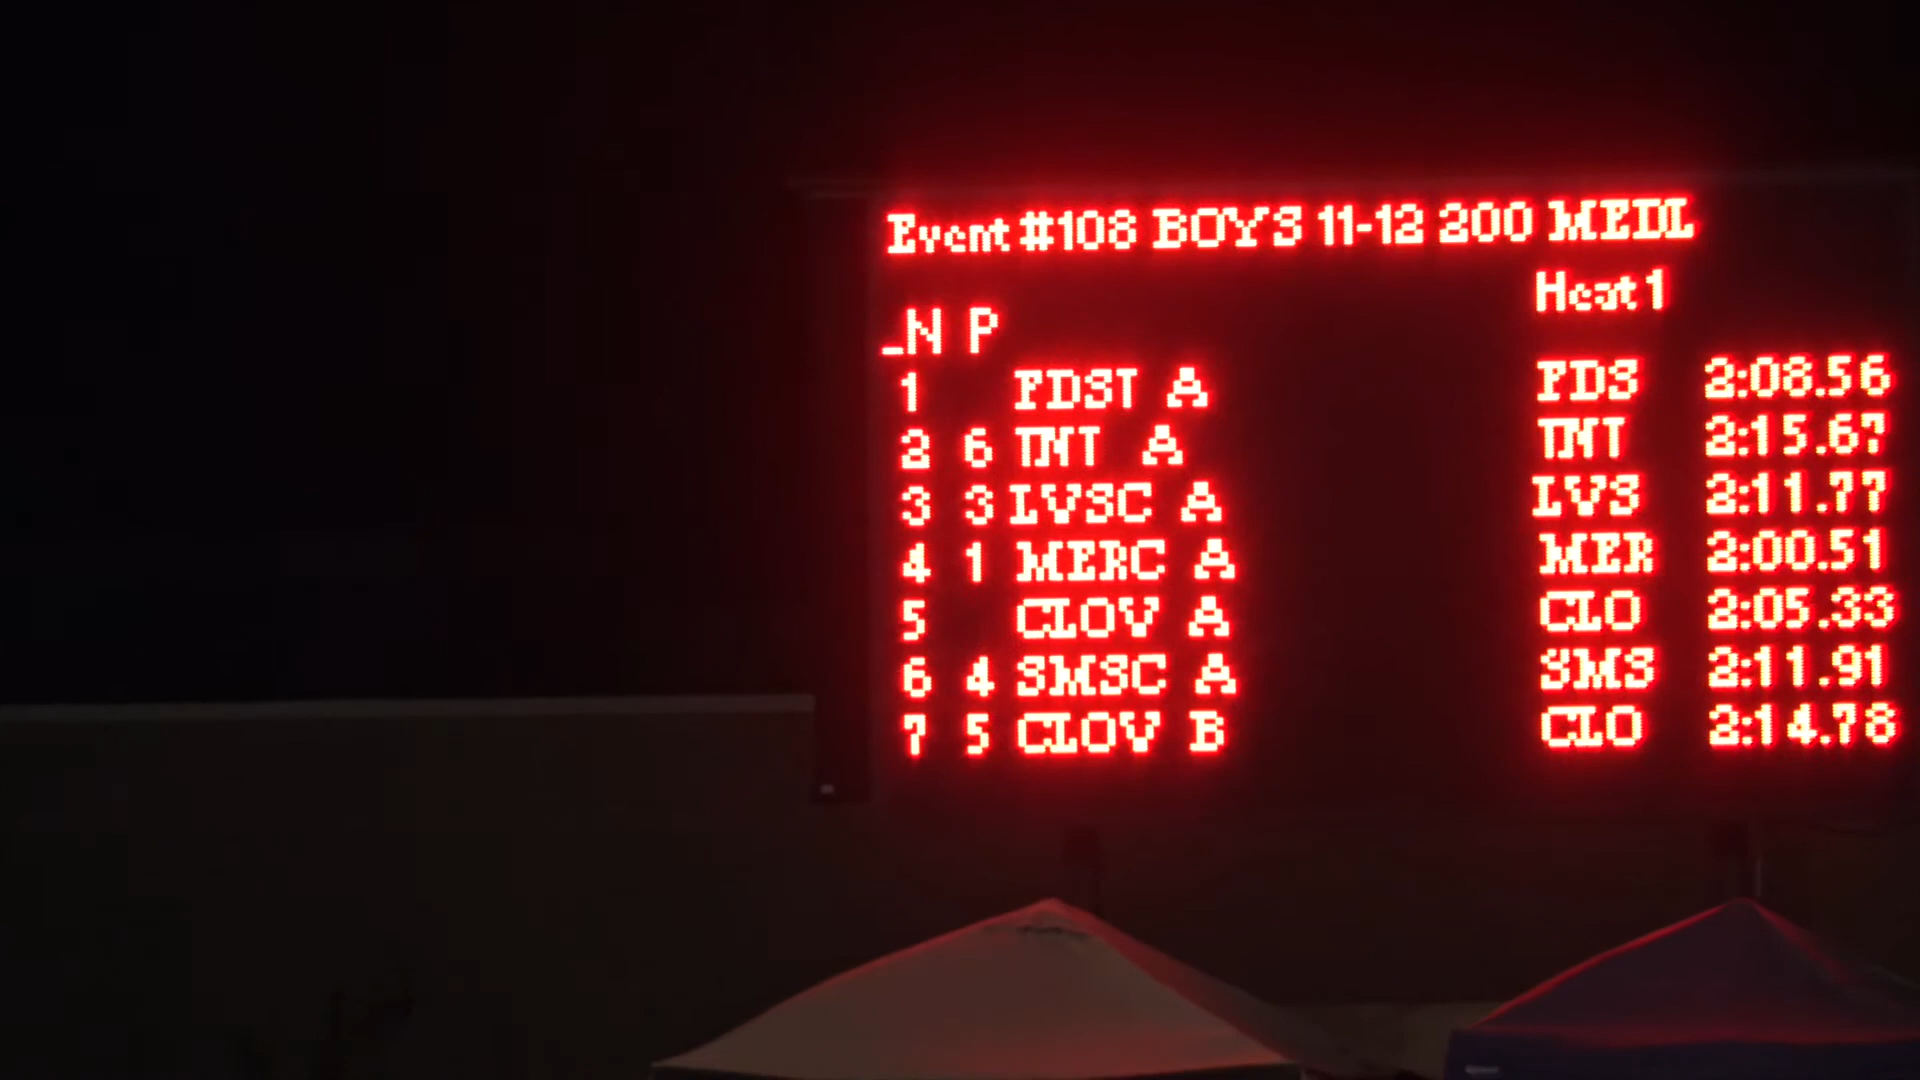 Event #108 BOYS 11-12 200 MEDL
Heat 1
_N P
1 PDST A PDS 2:08.56
2 6 TNT A TNT 2:15.67
3 3 LVSC A LVS 2:11.77
4 1 MERC A MER 2:00.51
5 CLOV A CLO 2:05.33
6 4 SMSC A SMS 2:11.91
7 5 CLOV B CLO 2:14.78